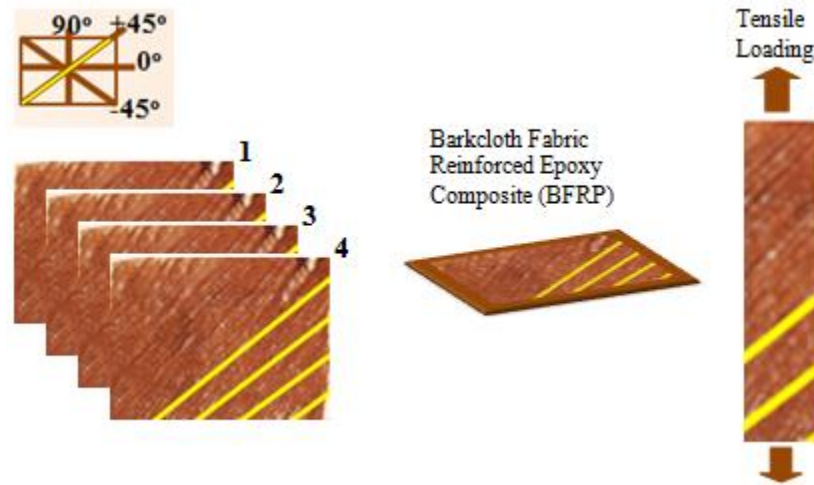 90°
+45°
0°
-45°
1
2
3
4
Barkcloth Fabric
Reinforced Epoxy
Composite (BFRP)
Tensile
Loading